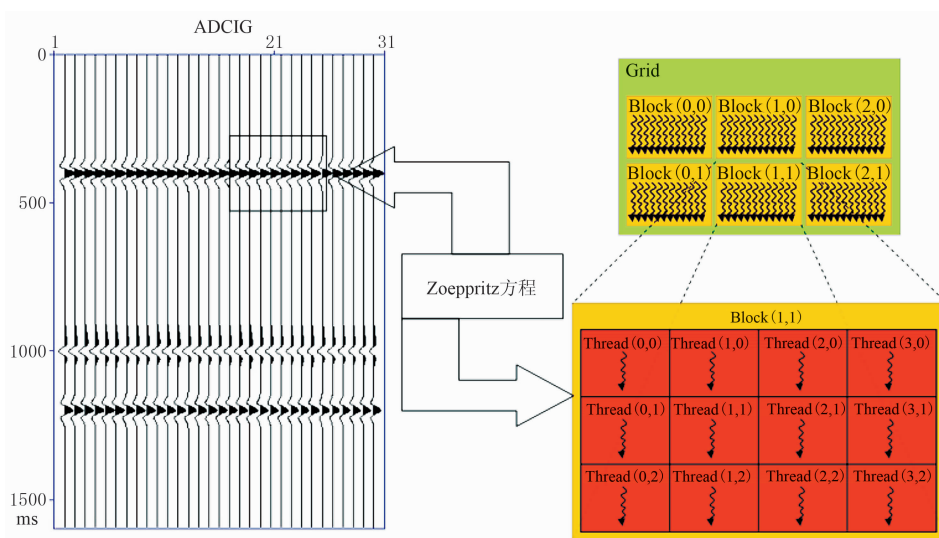 ADCIG
1 21 31
0
500
1000
1500
ms
Zoeppritz方程
Grid
Block(0,0) Block(1,0) Block(2,0)
Block(0,1) Block(1,1) Block(2,1)
Block(1,1)
Thread(0,0) Thread(1,0) Thread(2,0) Thread(3,0)
Thread(0,1) Thread(1,1) Thread(2,1) Thread(3,1)
Thread(0,2) Thread(1,2) Thread(2,2) Thread(3,2)